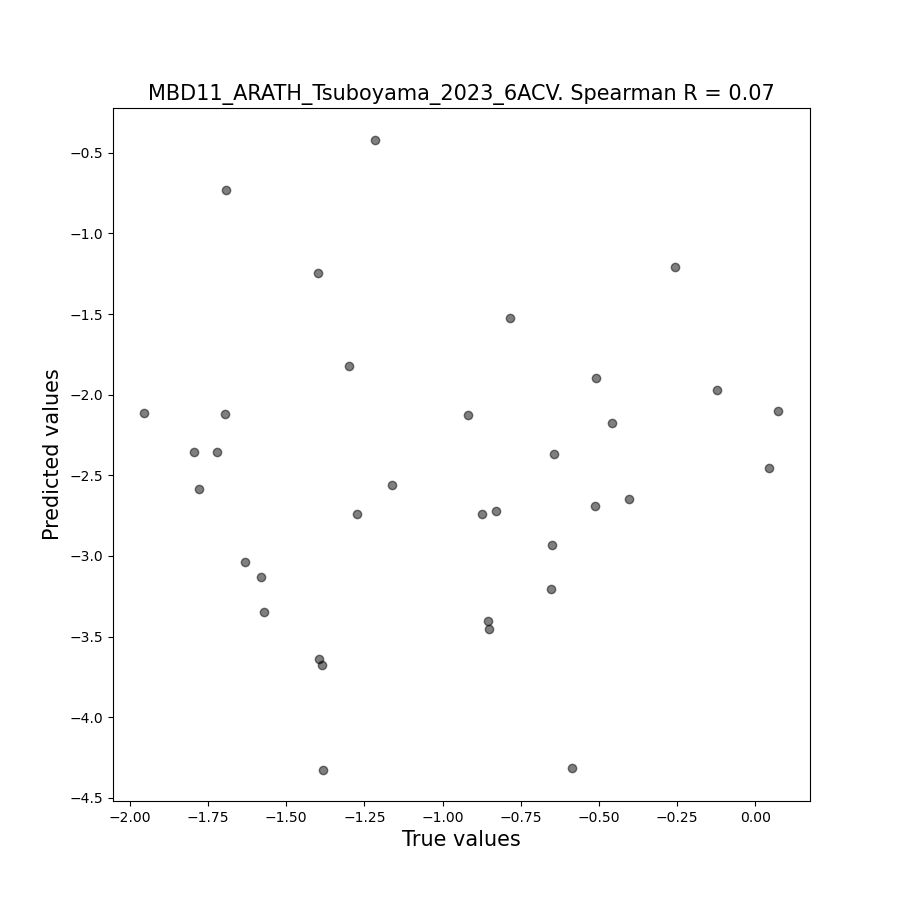 MBD11_ARATH_Tsuboyama_2023_6ACV. Spearman R = 0.07
−0.5
−1.0
−1.5
−2.0
−2.5
−3.0
−3.5
−4.0
−4.5
Predicted values
−2.00 −1.75 −1.50 −1.25 −1.00 −0.75 −0.50 −0.25 0.00
True values